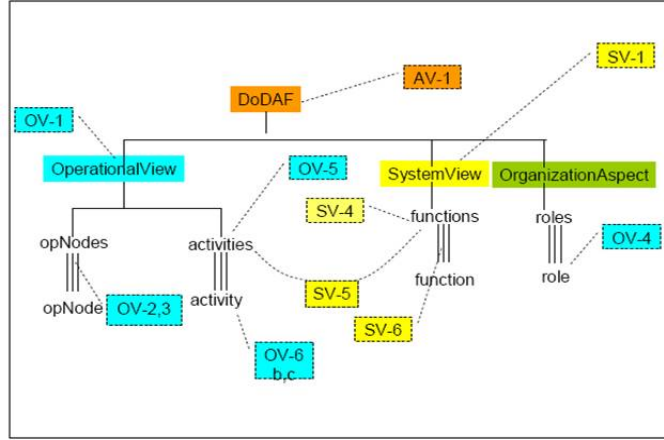 SV-1
AV-1
DoDAF
OV-1
OperationalView
OV-5
SystemView
OrganizationAspect
SV-4
opNodes
activities
functions
roles
OV-4
opNode
OV-2,3
activity
SV-5
function
role
SV-6
OV-6
b,c